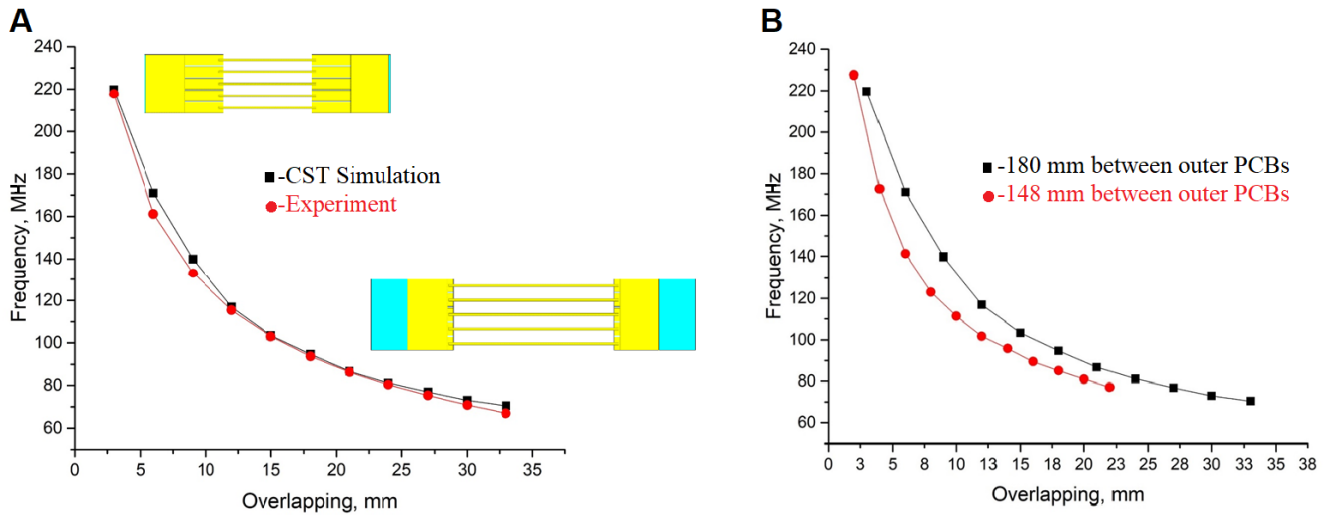 A
240
220
200
180
160
140
120
100
80
60
Frequency, MHz
-CST Simulation
-Experiment
0 5 10 15 20 25 30 35
Overlapping, mm
B
240
220
200
180
160
140
120
100
80
60
Frequency, MHz
-180 mm between outer PCBs
-148 mm between outer PCBs
0 3 5 8 10 13 15 18 20 23 25 28 30 33 35 38
Overlapping, mm